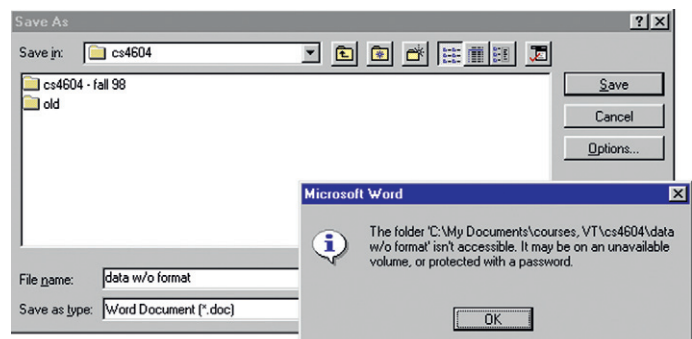 Save As
Save in: cs4604
cs4604 - fall 98
old
Save
Cancel
Options...
Microsoft Word
The folder 'C:\My Documents\courses, VT\cs4604\data
w/o format' isn't accessible. It may be on an unavailable
volume, or protected with a password.
OK
File name: data w/o format
Save as type: Word Document (*.doc)